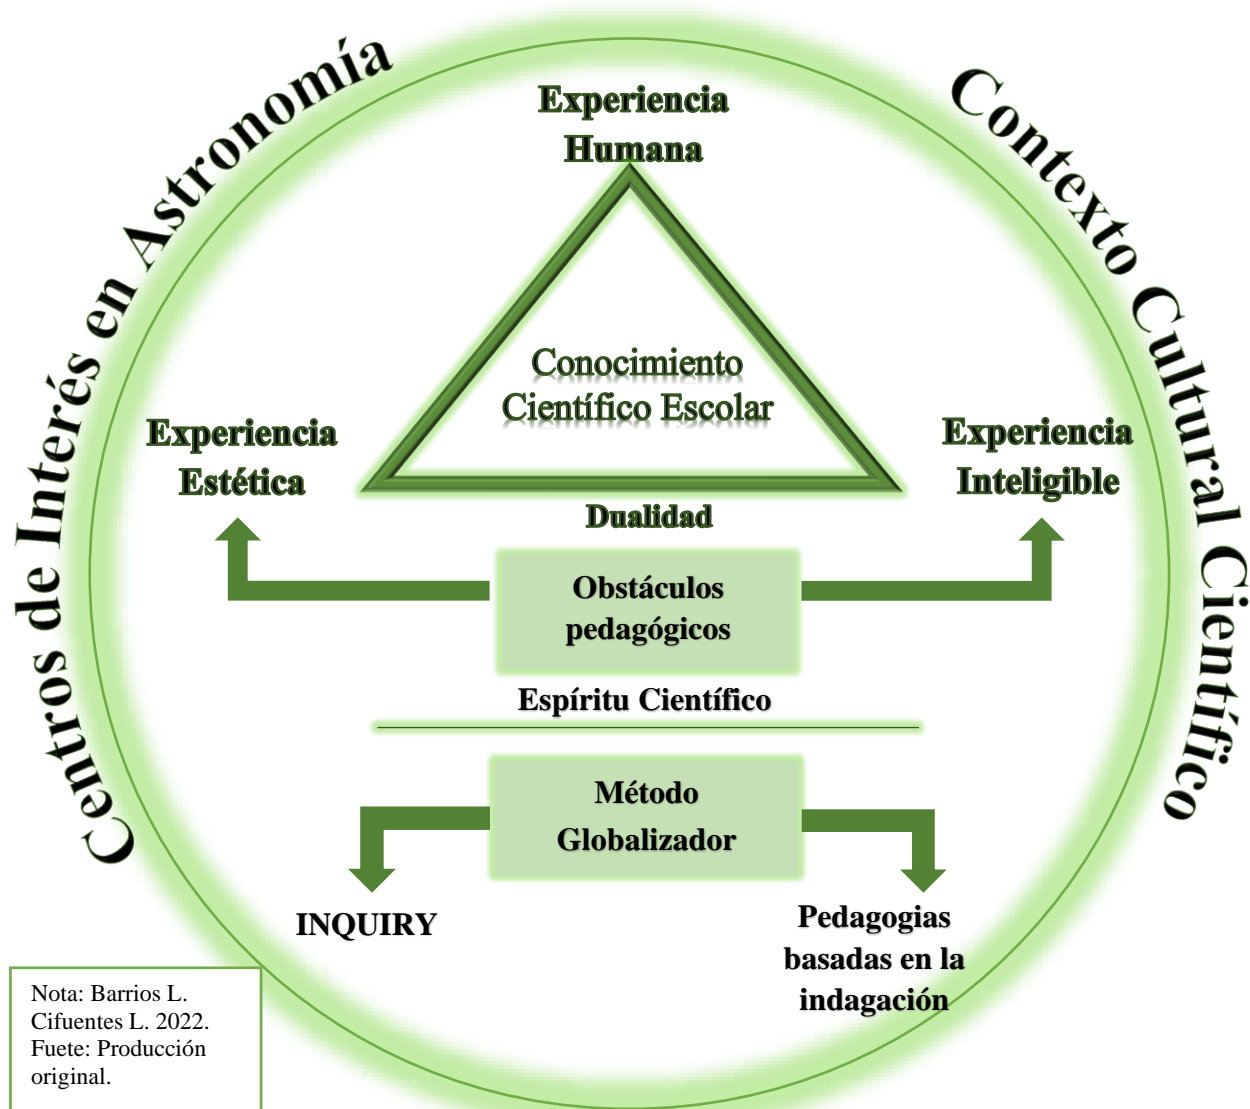 Centros de Interés en Astronomía
Contexto Cultural Científico
Experiencia
Humana
Conocimiento
Científico Escolar
Experiencia
Estética
Experiencia
Inteligible
Dualidad
Obstáculos
pedagógicos
Espíritu Científico
Método
Globalizador
INQUIRY
Pedagogias
basadas en la
indagación
Nota: Barrios L.
Cifuentes L. 2022.
Fuete: Producción
original.